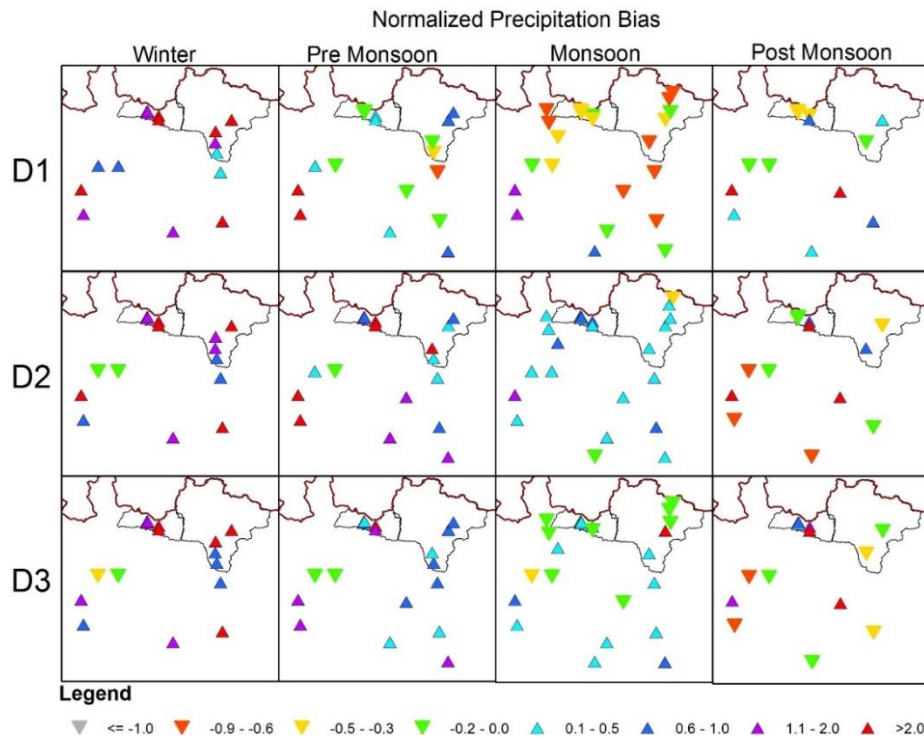 Normalized Precipitation Bias
Winter Pre Monsoon Monsoon Post Monsoon
D1
D2
D3
Legend
<= -1.0 -0.9 - -0.6 -0.5 - -0.3 -0.2 - 0.0 0.1 - 0.5 0.6 - 1.0 1.1 - 2.0 >2.0